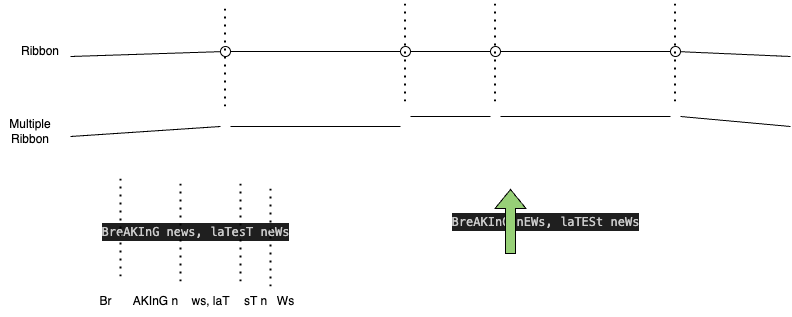 Ribbon
Multiple
Ribbon
BreAKInG news, laTesT neWs
BreAKInG nEWs, laTESt neWs
Br AKInG n ws, laT sT n Ws